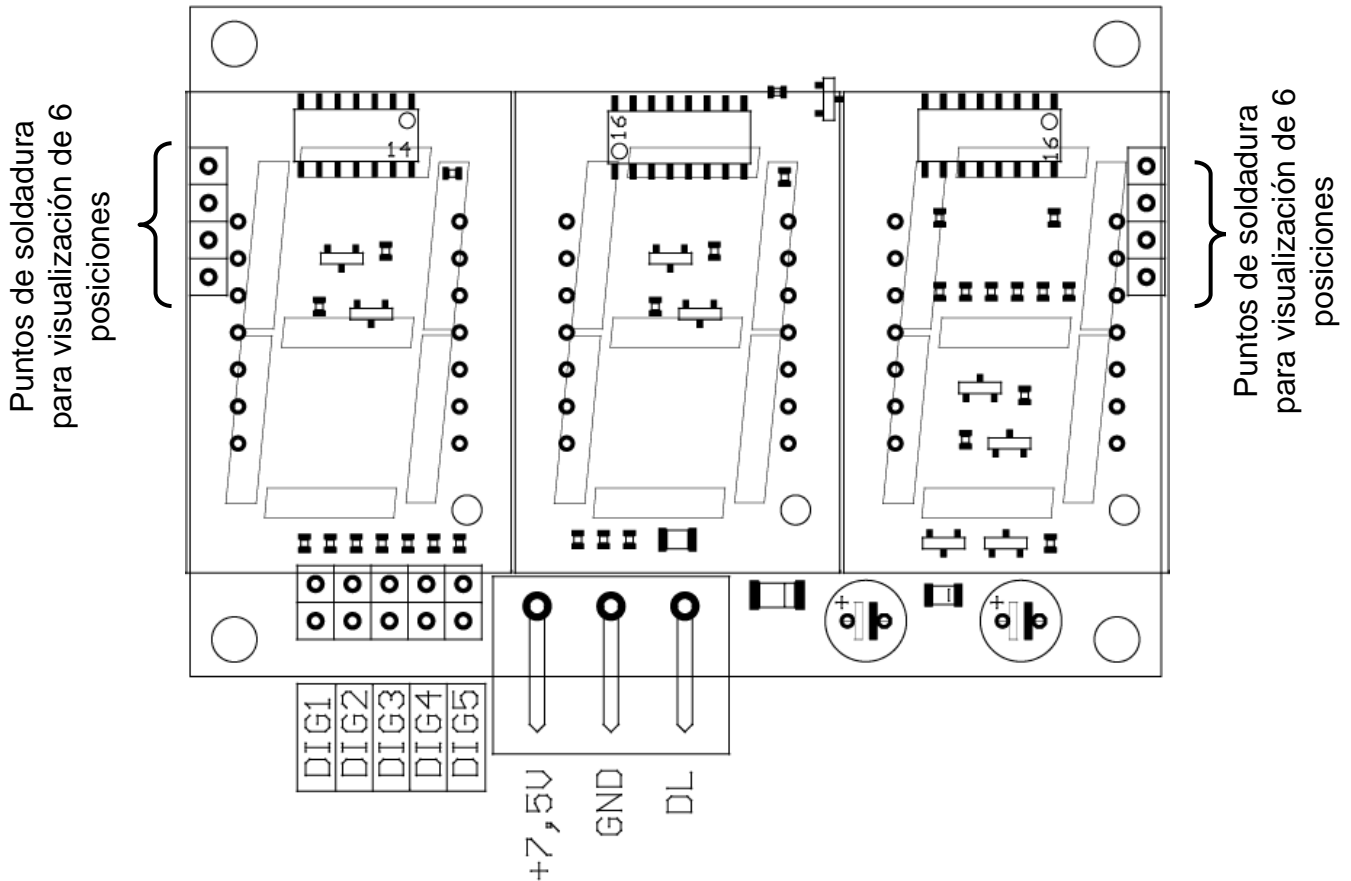 Puntos de soldadura
para visualización de 6
posiciones
14
16
16
Puntos de soldadura
para visualización de 6
posiciones
+
+
DIG1
DIG2
DIG3
DIG4
DIG5
+7,5V
GND
DL